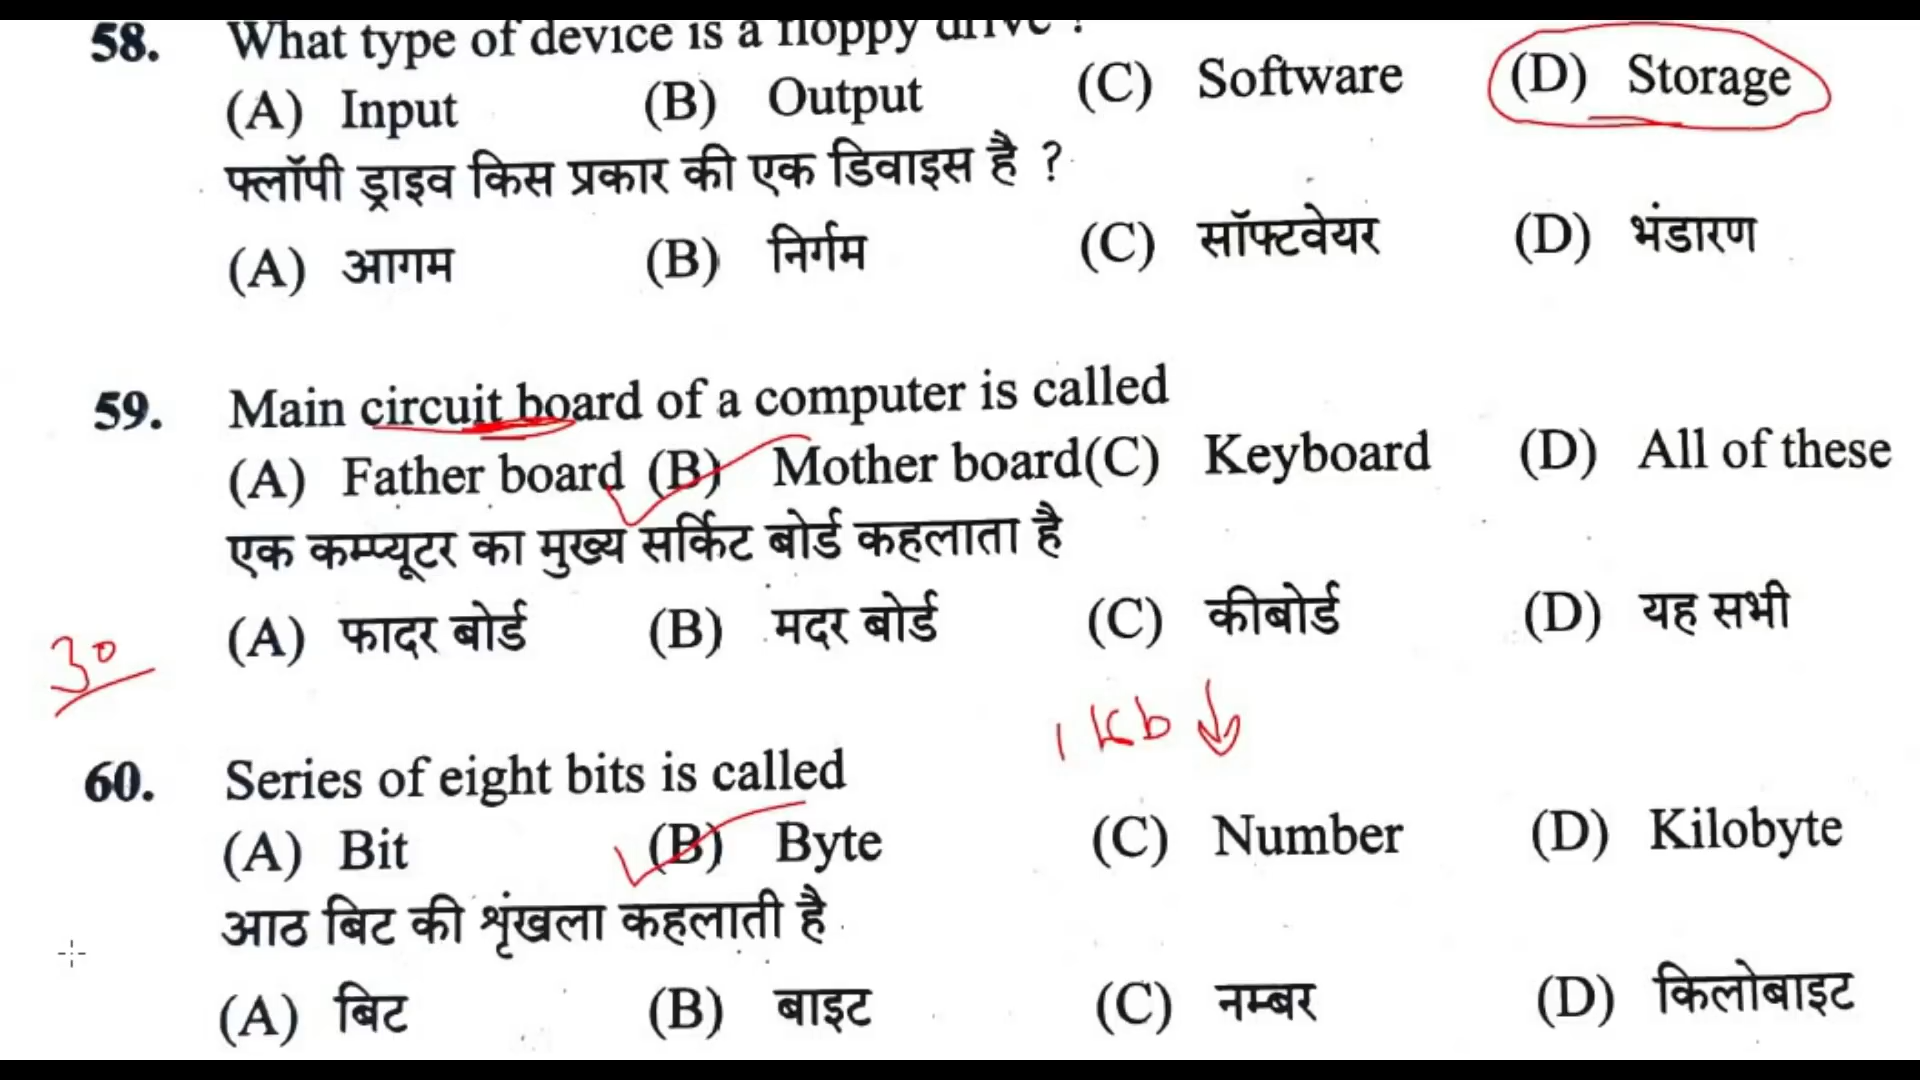 58. What type of device is a floppy drive ?
(A) Input (B) Output (C) Software (D) Storage
फ्लॉपी ड्राइव किस प्रकार की एक डिवाइस है ?
(A) आगम (B) निर्गम (C) सॉफ्टवेयर (D) भंडारण
59. Main circuit board of a computer is called
(A) Father board (B) Mother board (C) Keyboard (D) All of these
एक कम्प्यूटर का मुख्य सर्किट बोर्ड कहलाता है
(A) फादर बोर्ड (B) मदर बोर्ड (C) कीबोर्ड (D) यह सभी
30
1 Kb
60. Series of eight bits is called
(A) Bit (B) Byte (C) Number (D) Kilobyte
आठ बिट की शृंखला कहलाती है
(A) बिट (B) बाइट (C) नम्बर (D) किलोबाइट